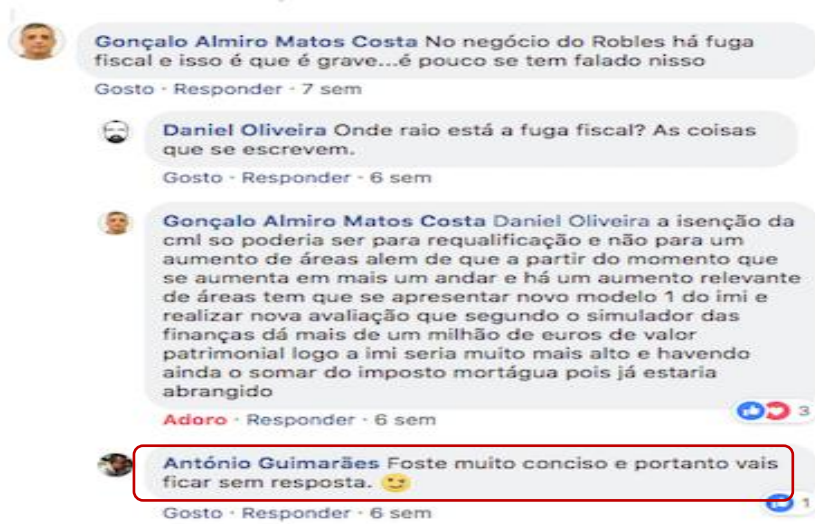 Gonçalo Almiro Matos Costa No negócio do Robles há fuga
fiscal e isso é que é grave...é pouco se tem falado nisso
Gosto · Responder · 7 sem
Daniel Oliveira Onde raio está a fuga fiscal? As coisas
que se escrevem.
Gosto · Responder · 6 sem
Gonçalo Almiro Matos Costa Daniel Oliveira a isenção da
cml so poderia ser para requalificação e não para um
aumento de áreas alem de que a partir do momento que
se aumenta em mais um andar e há um aumento relevante
de áreas tem que se apresentar novo modelo 1 do imi e
realizar nova avaliação que segundo o simulador das
finanças dá mais de um milhão de euros de valor
patrimonial logo a imi seria muito mais alto e havendo
ainda o somar do imposto mortágua pois já estaria
abrangido
3
Adoro · Responder · 6 sem
António Guimarães Foste muito conciso e portanto vais
ficar sem resposta. 😉
1
Gosto · Responder · 6 sem